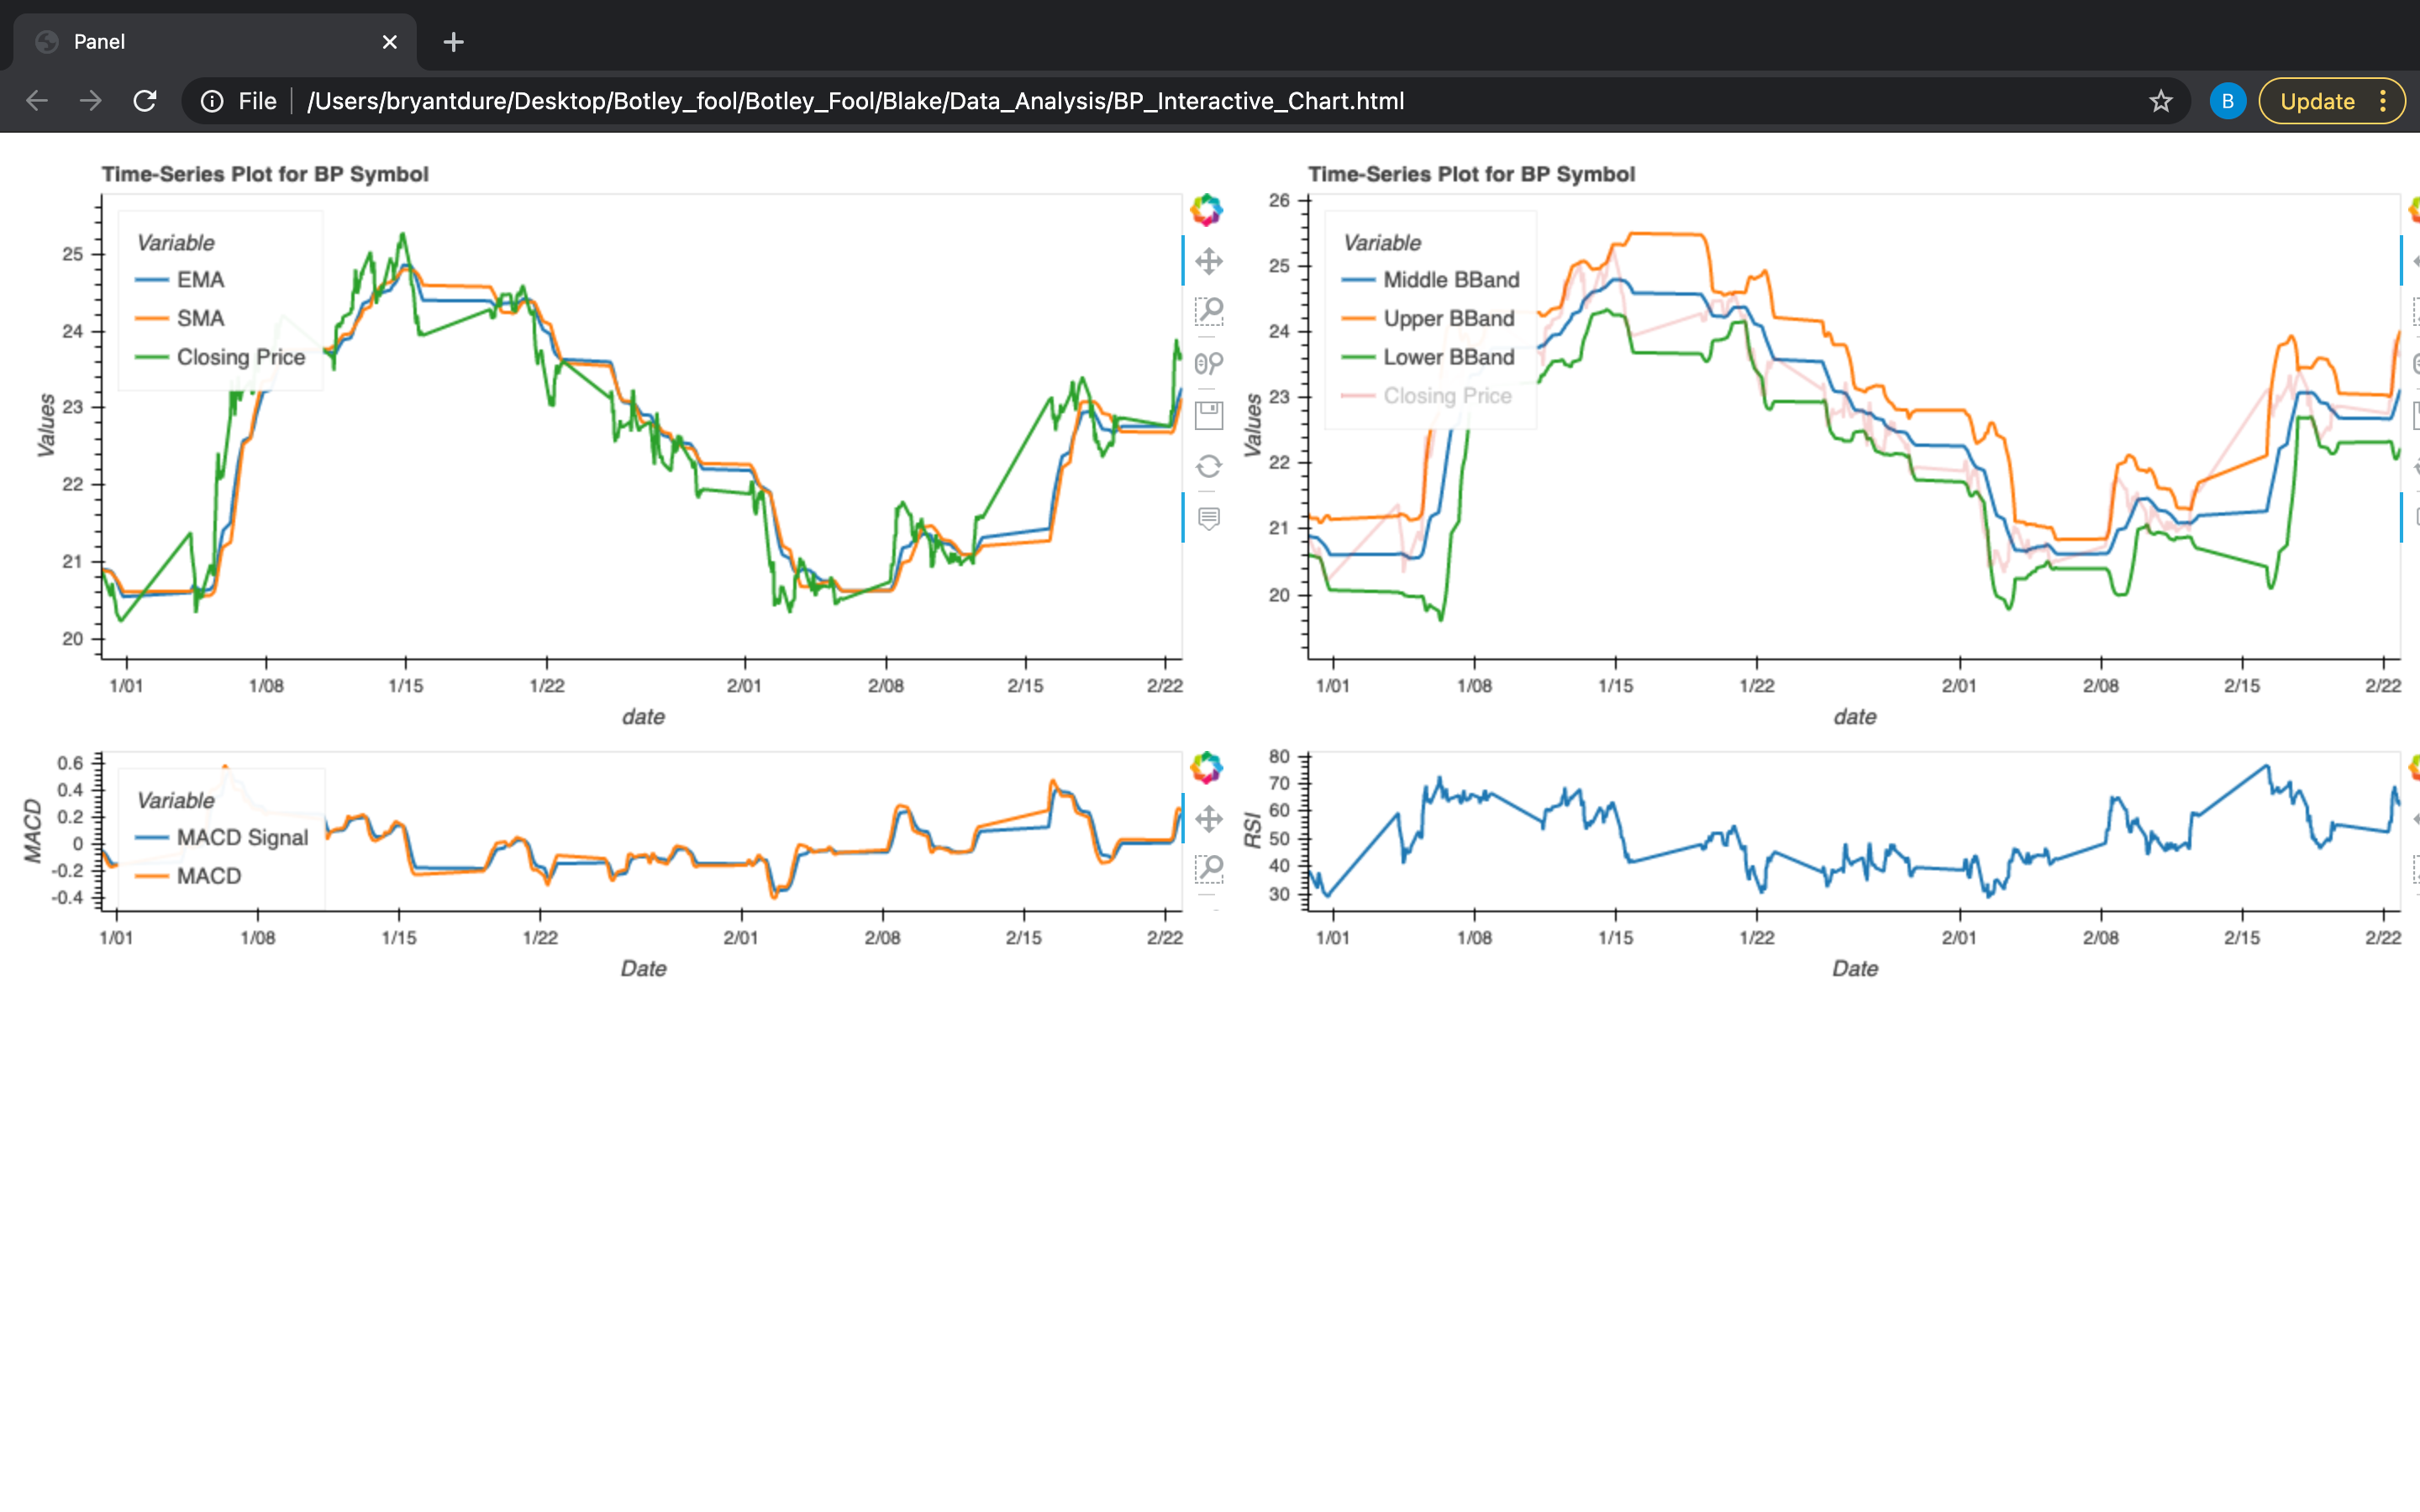 Panel
File
/Users/bryantdure/Desktop/Botley_fool/Botley_Fool/Blake/Data_Analysis/BP_Interactive_Chart.html
B
Update
Time-Series Plot for BP Symbol
Variable
EMA
SMA
Closing Price
Values
25
24
23
22
21
20
1/01
1/08
1/15
1/22
2/01
2/08
2/15
2/22
date
Time-Series Plot for BP Symbol
Variable
Middle BBand
Upper BBand
Lower BBand
Closing Price
Values
26
25
24
23
22
21
20
1/01
1/08
1/15
1/22
2/01
2/08
2/15
2/22
date
Variable
MACD Signal
MACD
MACD
0.6
0.4
0.2
0
-0.2
-0.4
1/01
1/08
1/15
1/22
2/01
2/08
2/15
2/22
Date
RSI
80
70
60
50
40
30
1/01
1/08
1/15
1/22
2/01
2/08
2/15
2/22
Date